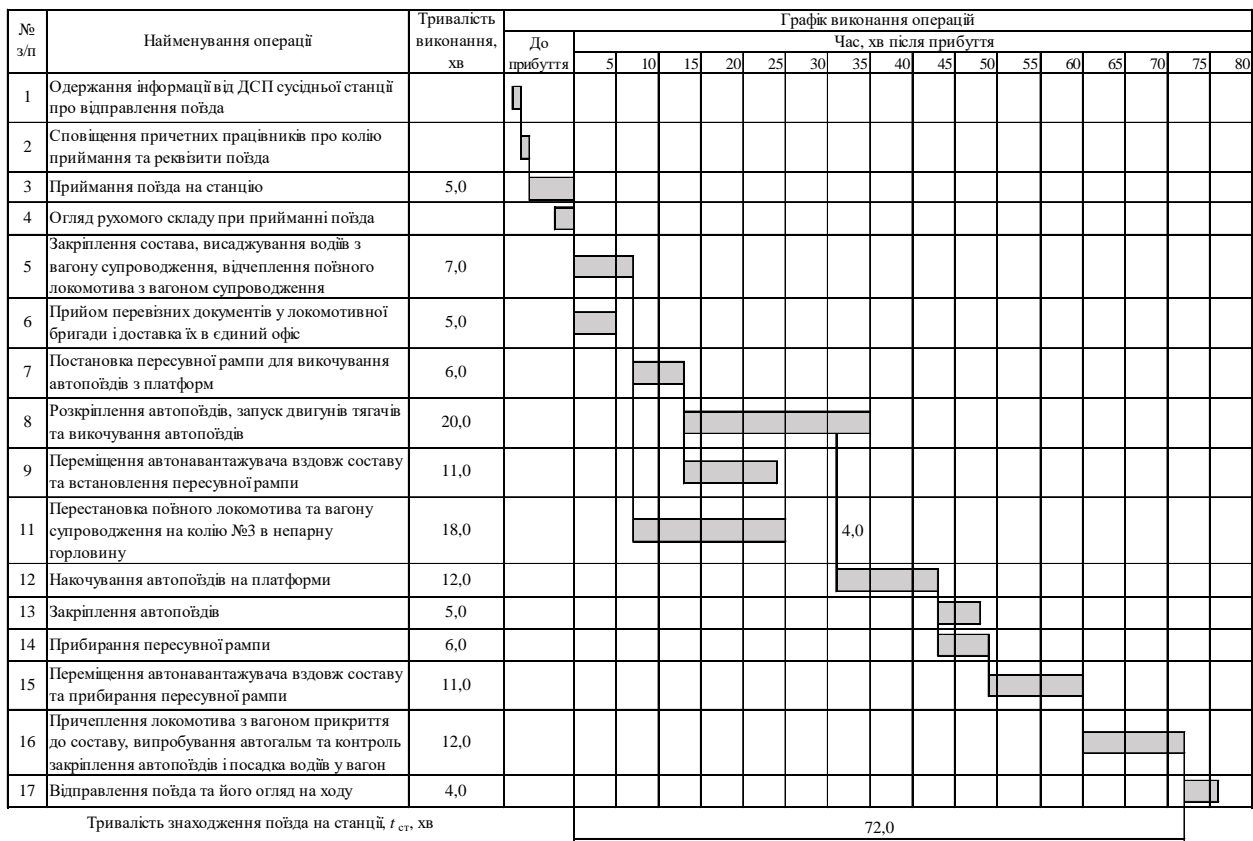 №
з/п
Найменування операції
Тривалість
виконання,
хв
Графік виконання операцій
До
прибуття
Час, хв після прибуття
5 10 15 20 25 30 35 40 45 50 55 60 65 70 75 80
1
Одержання інформації від ДСП сусідньої станції
про відправлення поїзда
2
Сповіщення причетних працівників про колію
приймання та реквізити поїзда
3 Приймання поїзда на станцію 5,0
4 Огляд рухомого складу при прийманні поїзда
Закріплення состава, висаджування водіїв з
5 вагону супроводження, відчеплення поїзного 7,0
локомотива з вагоном супроводження
6 Прийом перевізних документів у локомотивної 5,0
бригади і доставка їх в єдиний офіс
7 Постановка пересувної рампи для викочування 6,0
автопоїздів з платформ
8 Розкріплення автопоїздів, запуск двигунів тягачів 20,0
та викочування автопоїздів
9 Переміщення автонавантажувача вздовж составу 11,0
та встановлення пересувної рампи
Перестановка поїзного локомотива та вагону
11 супроводження на колію №3 в непарну 18,0 4,0
горловину
12 Накочування автопоїздів на платформи 12,0
13 Закріплення автопоїздів 5,0
14 Прибирання пересувної рампи 6,0
15 Переміщення автонавантажувача вздовж составу 11,0
та прибирання пересувної рампи
Причеплення локомотива з вагоном прикриття
16 до составу, випробування автогальм та контроль 12,0
закріплення автопоїздів і посадка водіїв у вагон
17 Відправлення поїзда та його огляд на ходу 4,0
Тривалість знаходження поїзда на станції, t ст, хв 72,0